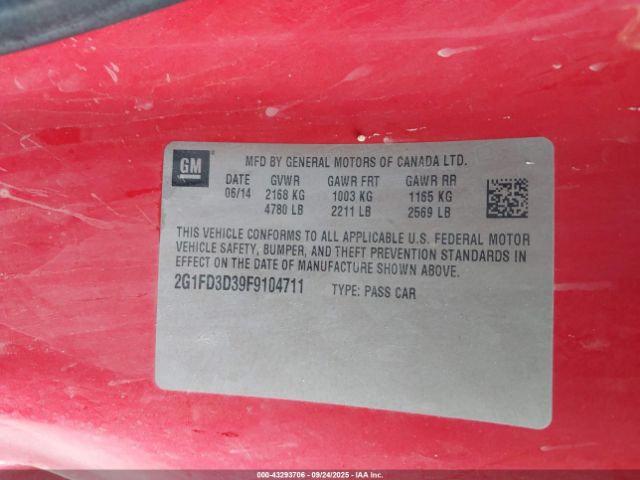 GM
MFD BY GENERAL MOTORS OF CANADA LTD.
DATE GVWR GAWR FRT GAWR RR
06/14 2168 KG 1003 KG 1165 KG
4780 LB 2211 LB 2569 LB
THIS VEHICLE CONFORMS TO ALL APPLICABLE U.S. FEDERAL MOTOR
VEHICLE SAFETY, BUMPER, AND THEFT PREVENTION STANDARDS
IN EFFECT ON THE DATE OF MANUFACTURE SHOWN ABOVE.
2G1FD3D39F9104711 TYPE: PASS CAR
000-43293706 - 09/24/2025 - IAA Inc.